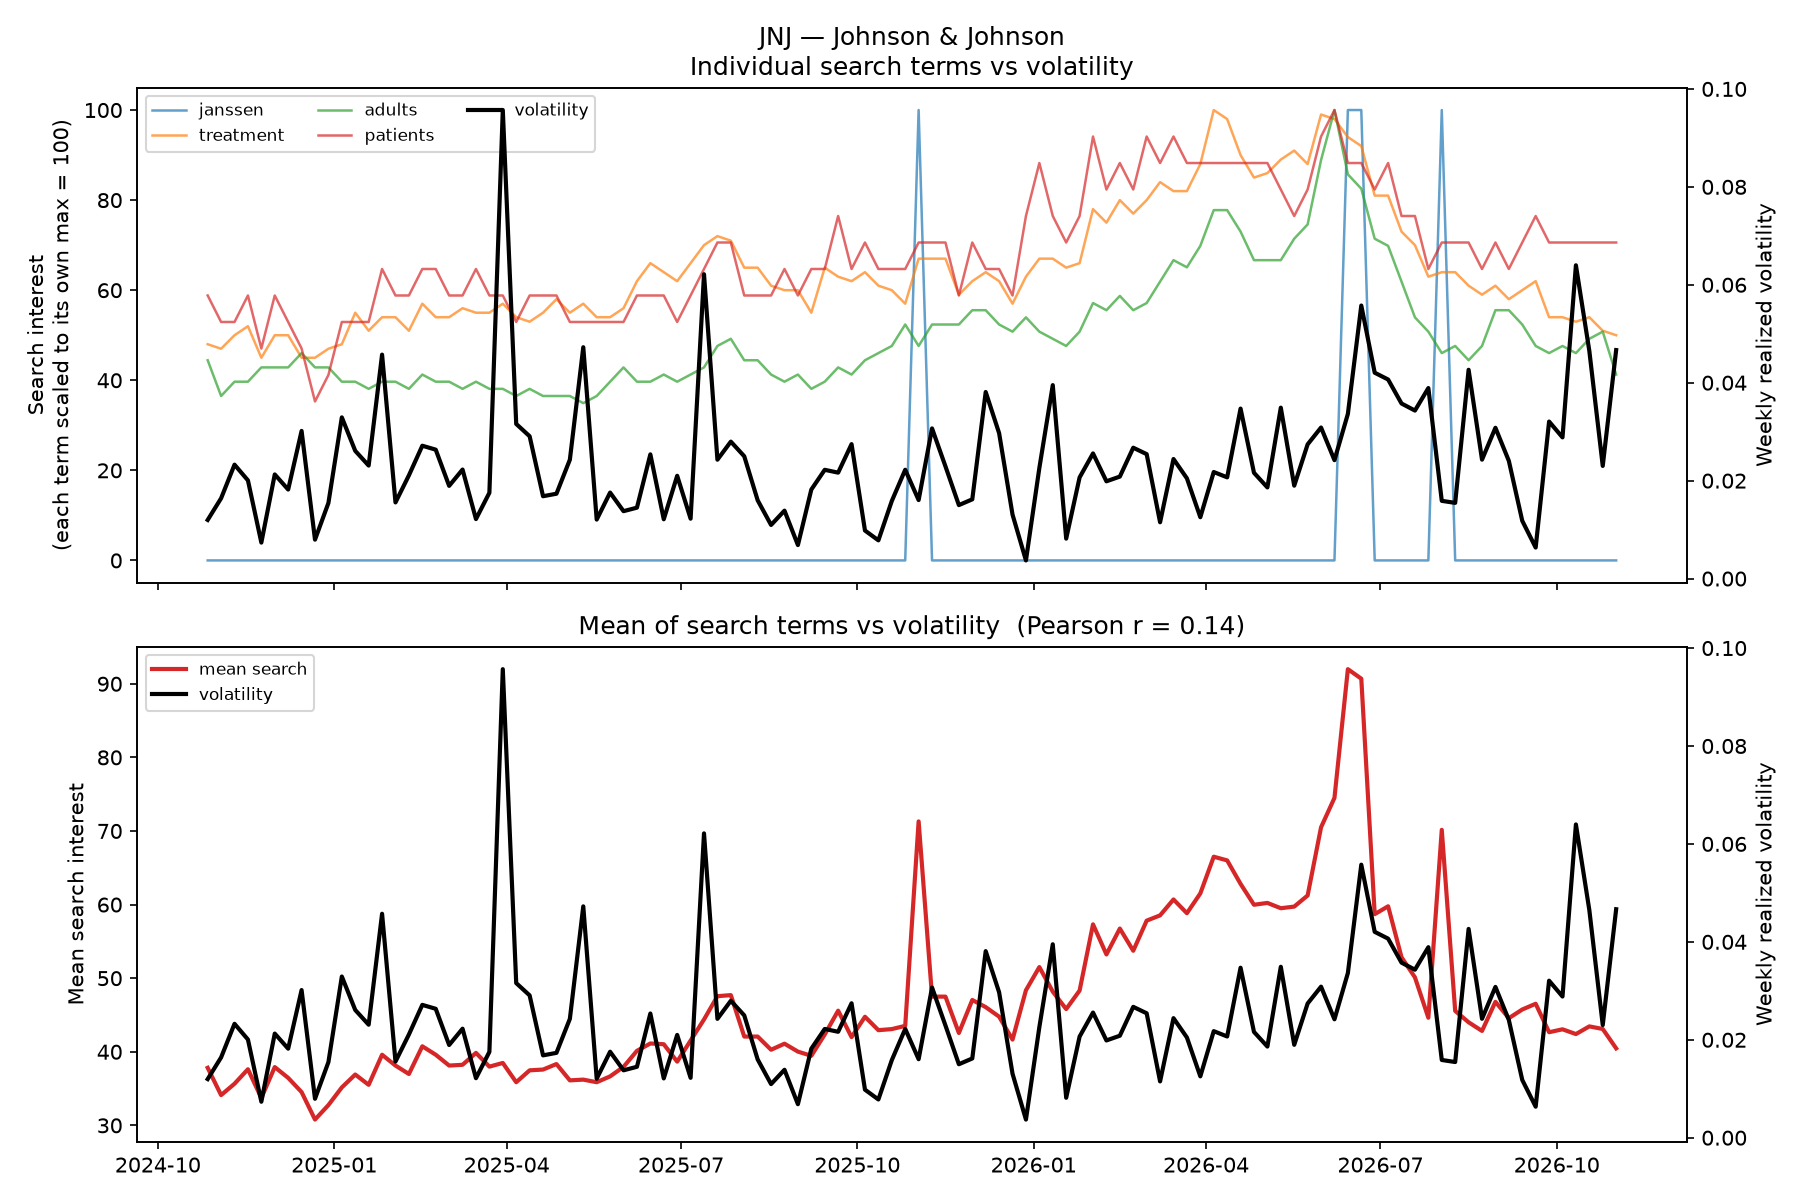 JNJ — Johnson & Johnson
Individual search terms vs volatility
janssen
treatment
adults
patients
volatility
Search interest
(each term scaled to its own max = 100)
100
80
60
40
20
0
0.10
0.08
0.06
0.04
0.02
0.00
Weekly realized volatility
Mean of search terms vs volatility (Pearson r = 0.14)
mean search
volatility
Mean search interest
90
80
70
60
50
40
30
0.10
0.08
0.06
0.04
0.02
0.00
Weekly realized volatility
2024-10 2025-01 2025-04 2025-07 2025-10 2026-01 2026-04 2026-07 2026-10